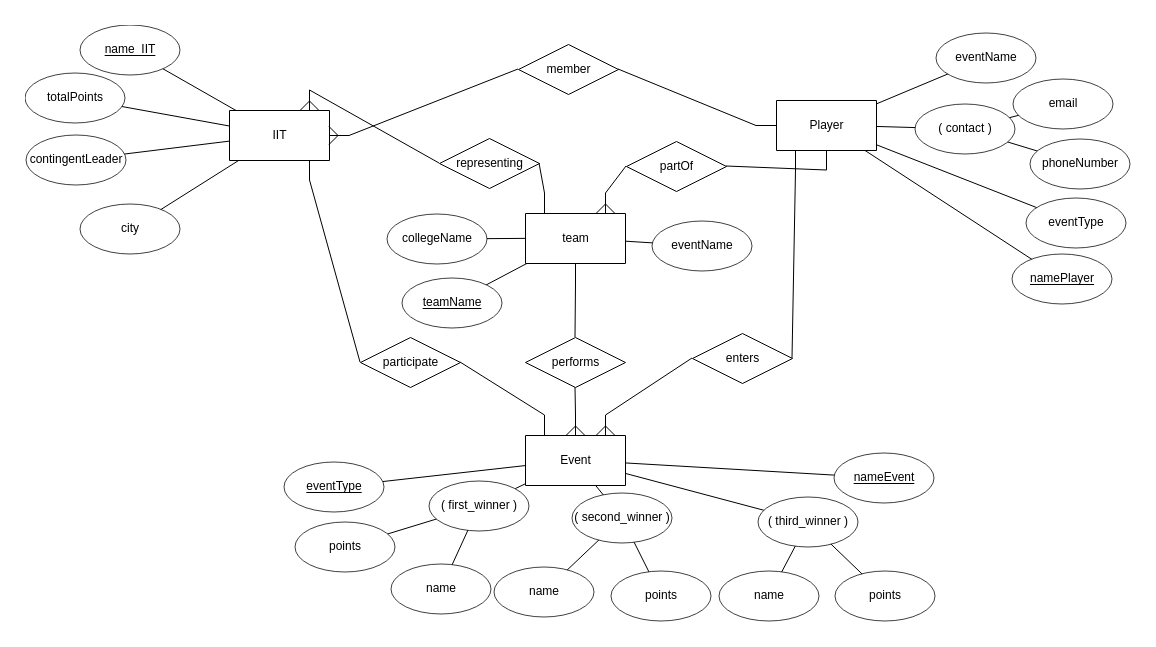 name_IIT
member
eventName
totalPoints
email
IIT
Player
( contact )
contingentLeader
representing
partOf
phoneNumber
city
collegeName
team
eventName
eventType
teamName
namePlayer
participate
performs
enters
Event
eventType
( first_winner )
( second_winner )
( third_winner )
nameEvent
points
name
name
points
name
points